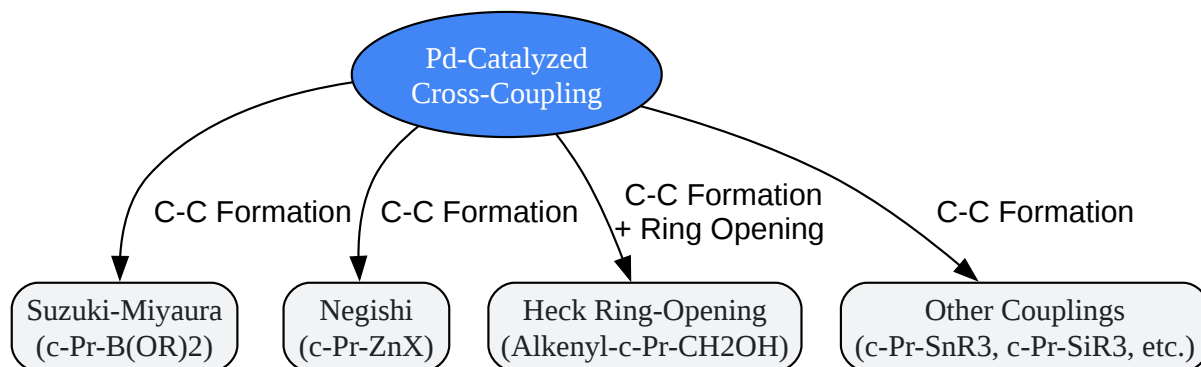 Pd-Catalyzed
Cross-Coupling
C-C Formation
C-C Formation
C-C Formation
+ Ring Opening
C-C Formation
Suzuki-Miyaura
(c-Pr-B(OR)2)
Negishi
(c-Pr-ZnX)
Heck Ring-Opening
(Alkenyl-c-Pr-CH2OH)
Other Couplings
(c-Pr-SnR3, c-Pr-SiR3, etc.)